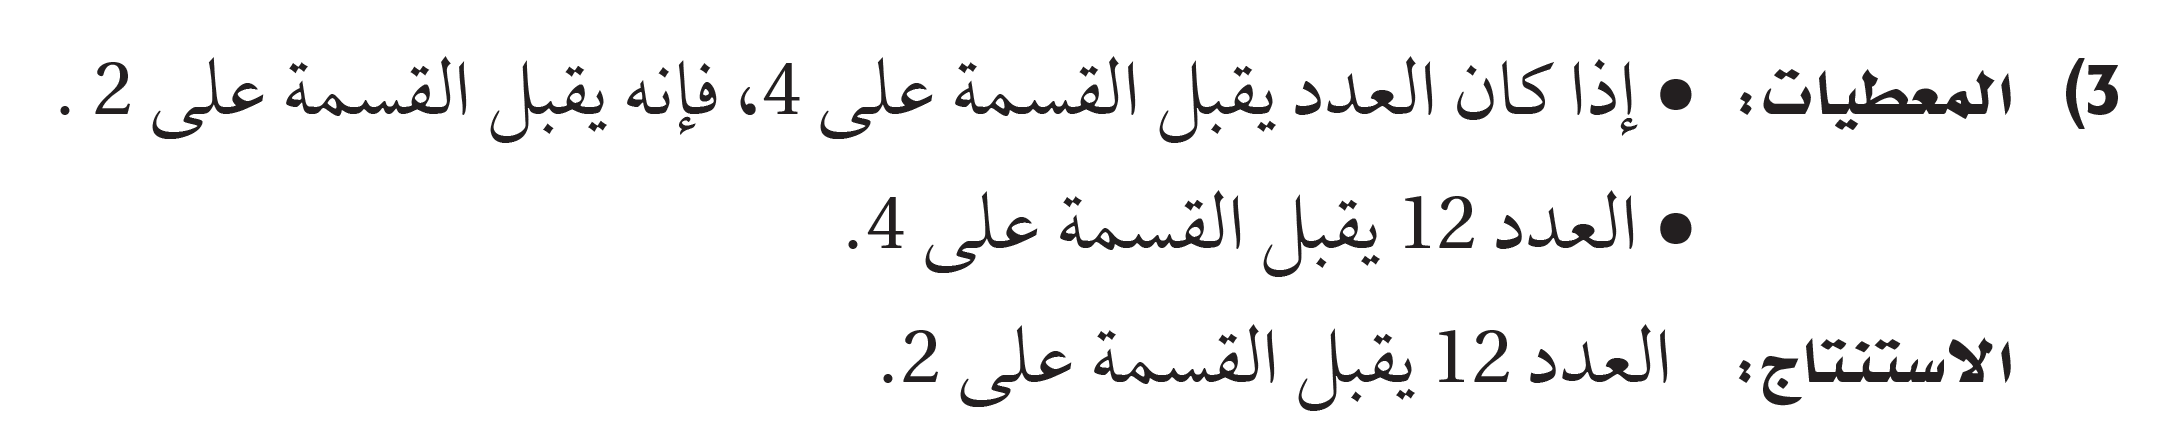 3) المعطيات: • إذا كان العدد يقبل القسمة على 4، فإنه يقبل القسمة على 2 .
• العدد 12 يقبل القسمة على 4.
الاستنتاج: العدد 12 يقبل القسمة على 2.